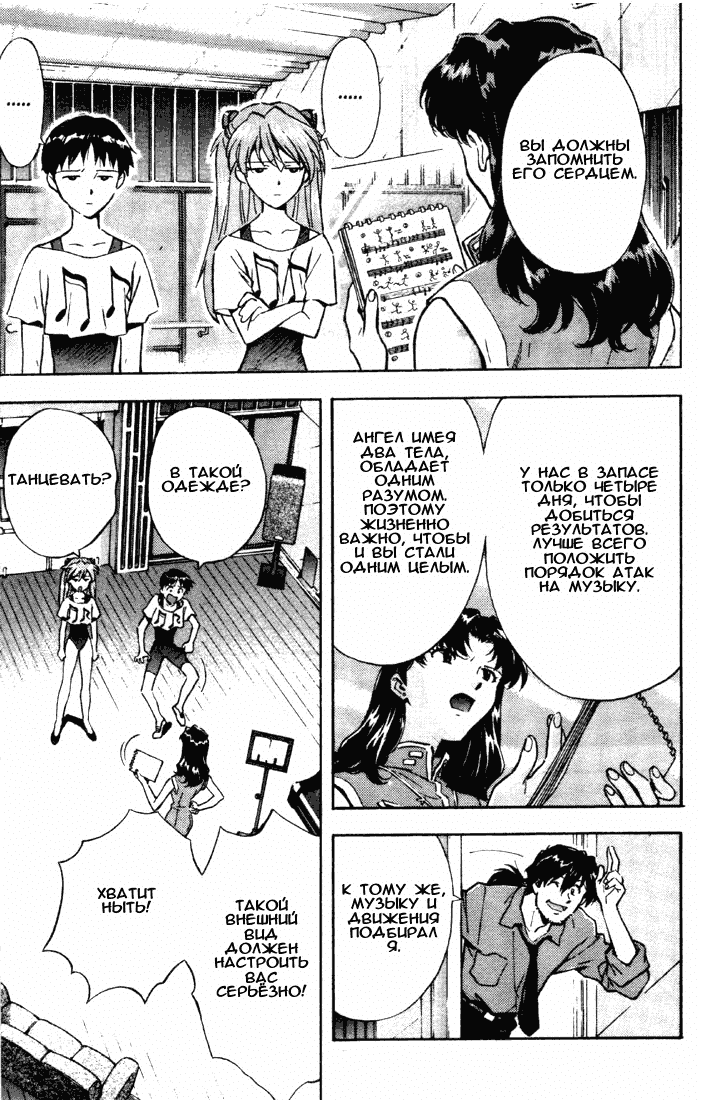 ВЫ ДОЛЖНЫ
ЗАПОМНИТЬ
ЕГО СЕРДЦЕМ.
.....
.....
У НАС В ЗАПАСЕ
ТОЛЬКО ЧЕТЫРЕ
ДНЯ, ЧТОБЫ
ДОБИТЬСЯ
РЕЗУЛЬТАТОВ.
ЛУЧШЕ ВСЕГО
ПОЛОЖИТЬ
ПОРЯДОК АТАК
НА МУЗЫКУ.
АНГЕЛ ИМЕЯ
ДВА ТЕЛА,
ОБЛАДАЕТ
ОДНИМ
РАЗУМОМ.
ПОЭТОМУ
ЖИЗНЕННО
ВАЖНО, ЧТОБЫ
И ВЫ СТАЛИ
ОДНИМ ЦЕЛЫМ.
К ТОМУ ЖЕ,
МУЗЫКУ И
ДВИЖЕНИЯ
ПОДБИРАЛ
Я.
В ТАКОЙ
ОДЕЖДЕ?
ТАНЦЕВАТЬ?
ХВАТИТ
НЫТЬ!
ТАКОЙ
ВНЕШНИЙ
ВИД
ДОЛЖЕН
НАСТРОИТЬ
ВАС
СЕРЬЁЗНО!